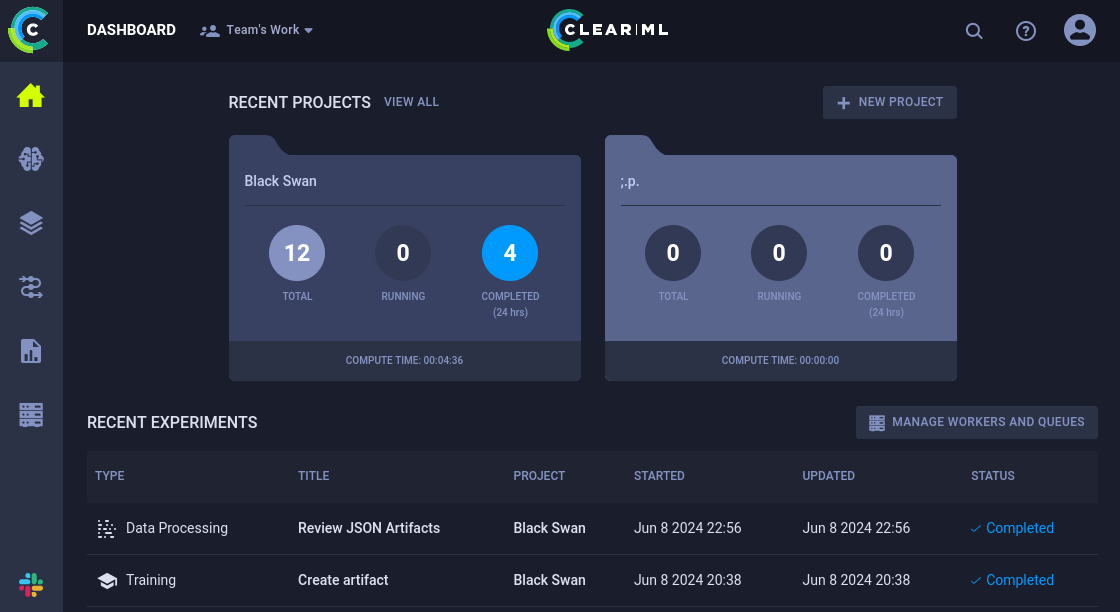 C DASHBOARD Team's Work CLEAR|ML
RECENT PROJECTS VIEW ALL + NEW PROJECT
Black Swan
12 0 4
TOTAL RUNNING COMPLETED
(24 hrs)
COMPUTE TIME: 00:04:36
;.p.
0 0 0
TOTAL RUNNING COMPLETED
(24 hrs)
COMPUTE TIME: 00:00:00
RECENT EXPERIMENTS MANAGE WORKERS AND QUEUES
TYPE TITLE PROJECT STARTED UPDATED STATUS
Data Processing Review JSON Artifacts Black Swan Jun 8 2024 22:56 Jun 8 2024 22:56 Completed
Training Create artifact Black Swan Jun 8 2024 20:38 Jun 8 2024 20:38 Completed